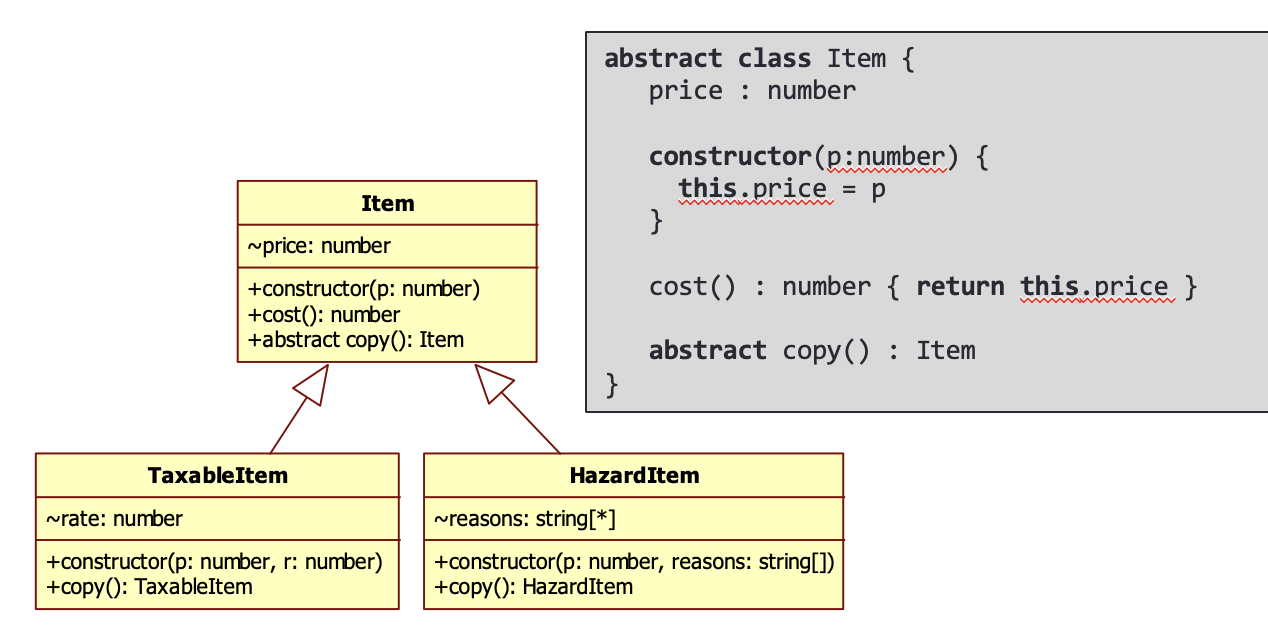 abstract class Item {
price : number
constructor(p:number) {
this.price = p
}
cost() : number { return this.price }
abstract copy() : Item
}
Item
~price: number
+constructor(p: number)
+cost(): number
+abstract copy(): Item
TaxableItem
~rate: number
+constructor(p: number, r: number)
+copy(): TaxableItem
HazardItem
~reasons: string[*]
+constructor(p: number, reasons: string[])
+copy(): HazardItem